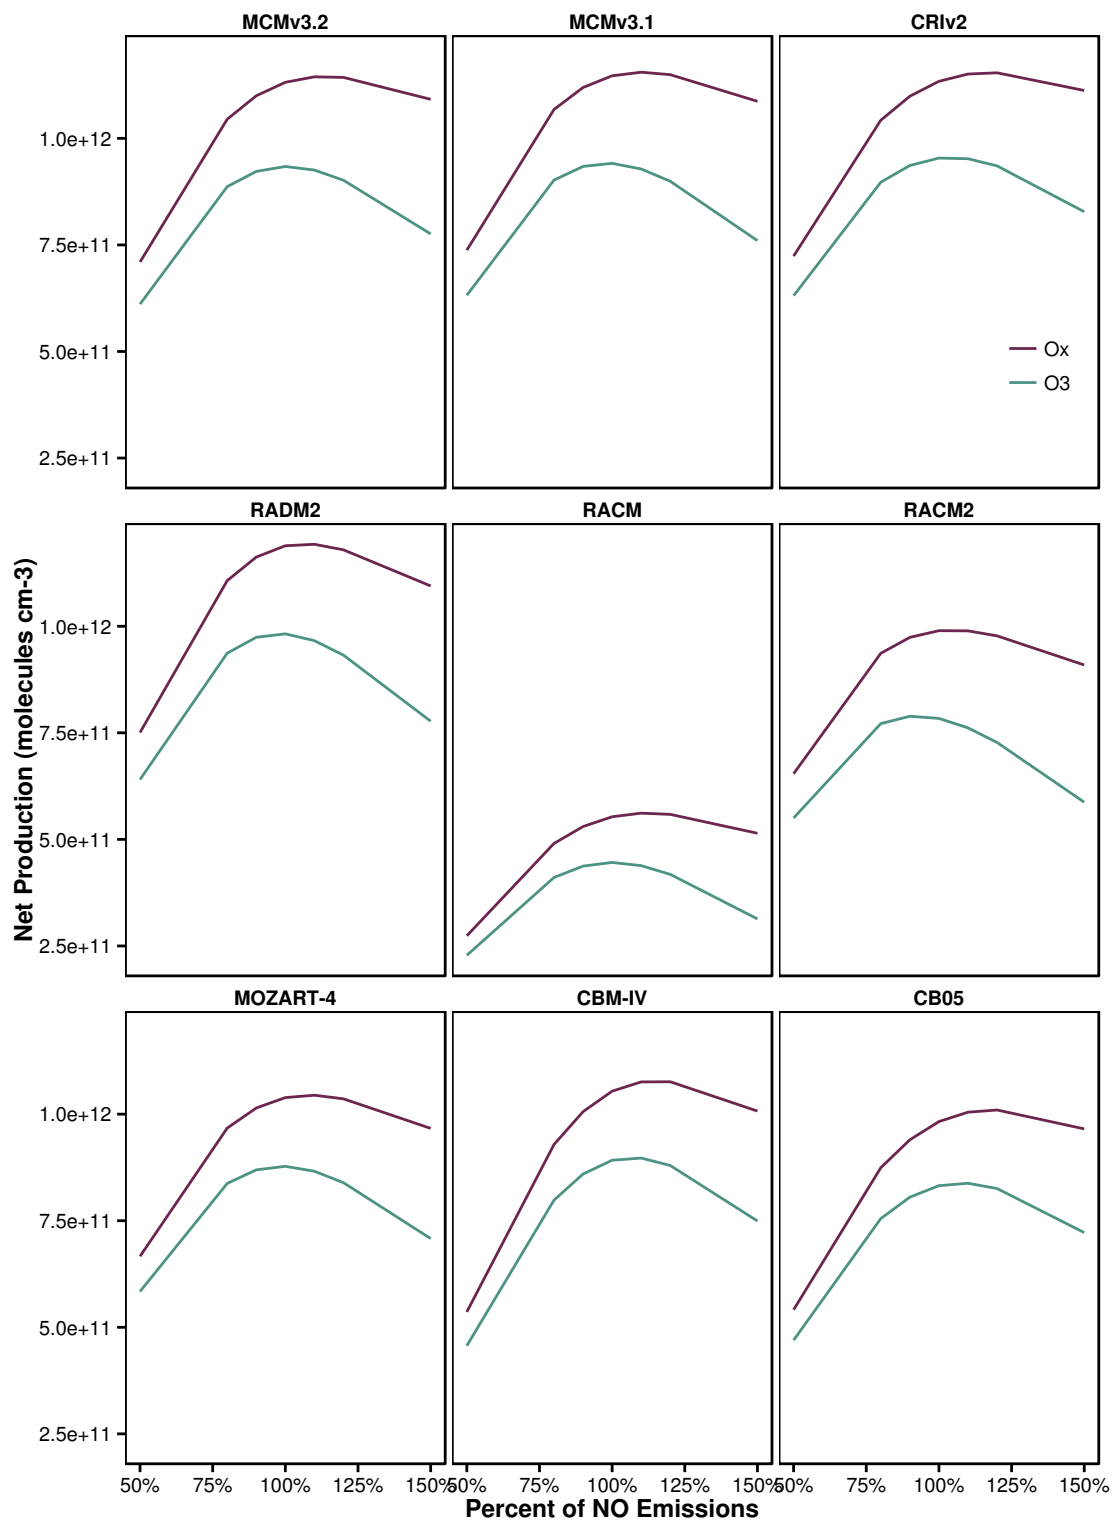 MCMv3.2 MCMv3.1 CRIv2
1.0e+12
7.5e+11
5.0e+11
2.5e+11
Ox
O3
RADM2 RACM RACM2
1.0e+12
7.5e+11
5.0e+11
2.5e+11
Net Production (molecules cm-3)
MOZART-4 CBM-IV CB05
1.0e+12
7.5e+11
5.0e+11
2.5e+11
50% 75% 100% 125% 150% 50% 75% 100% 125% 150% 50% 75% 100% 125% 150%
Percent of NO Emissions